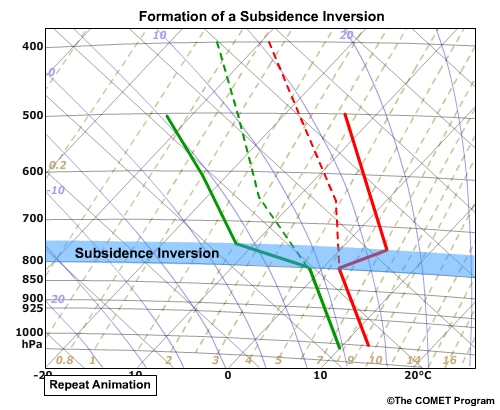 Formation of a Subsidence Inversion
10 20
400
0
500
600
0.2
-10
700
Subsidence Inversion
800
850
900
20
925
1000
hPa
0.8 1 2 3 4 5 7 9 10 14 16
-20 10 0 10 20°C
Repeat Animation
©The COMET Program